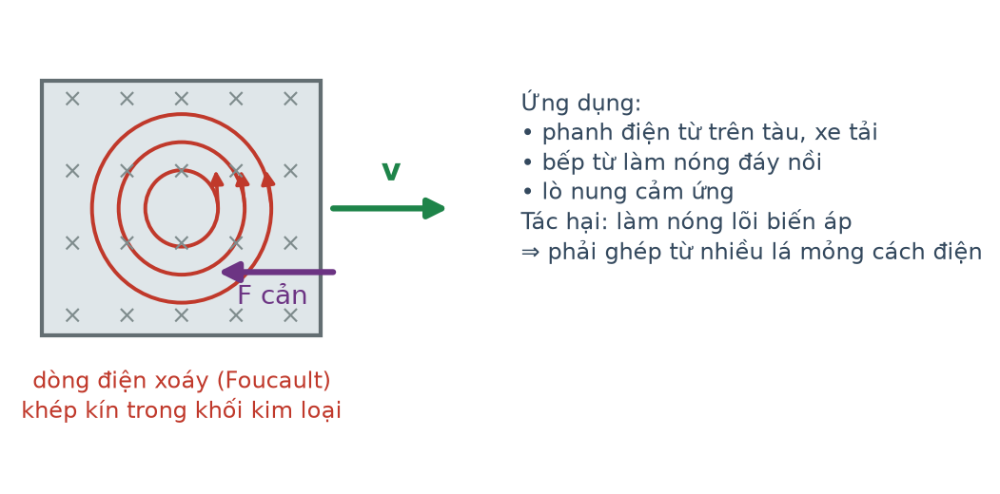 v
F cản
dòng điện xoáy (Foucault)
khép kín trong khối kim loại
Ứng dụng:
• phanh điện từ trên tàu, xe tải
• bếp từ làm nóng đáy nồi
• lò nung cảm ứng
Tác hại: làm nóng lõi biến áp
⇒ phải ghép từ nhiều lá mỏng cách điện